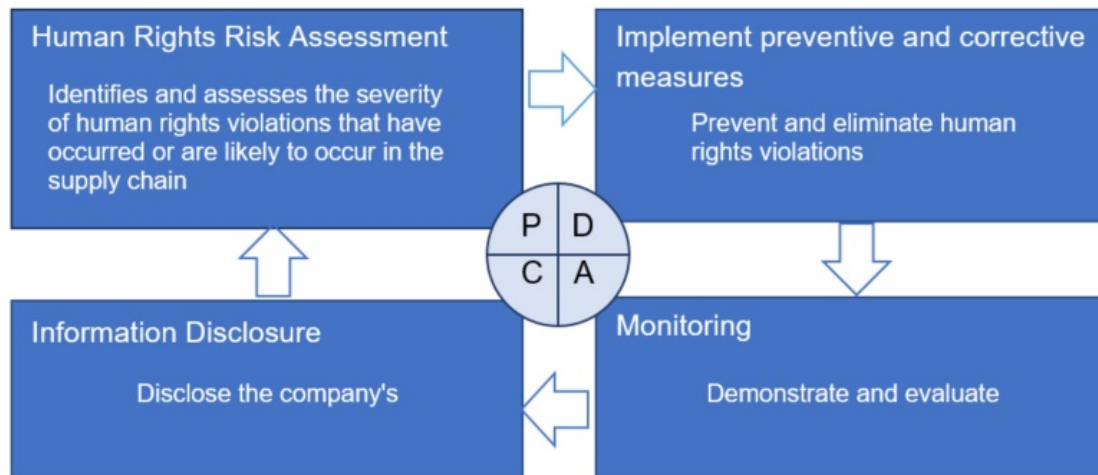 Human Rights Risk Assessment
Identifies and assesses the severity
of human rights violations that have
occurred or are likely to occur in the
supply chain
Implement preventive and corrective
measures
Prevent and eliminate human
rights violations
P D
C A
Information Disclosure
Disclose the company's
Monitoring
Demonstrate and evaluate